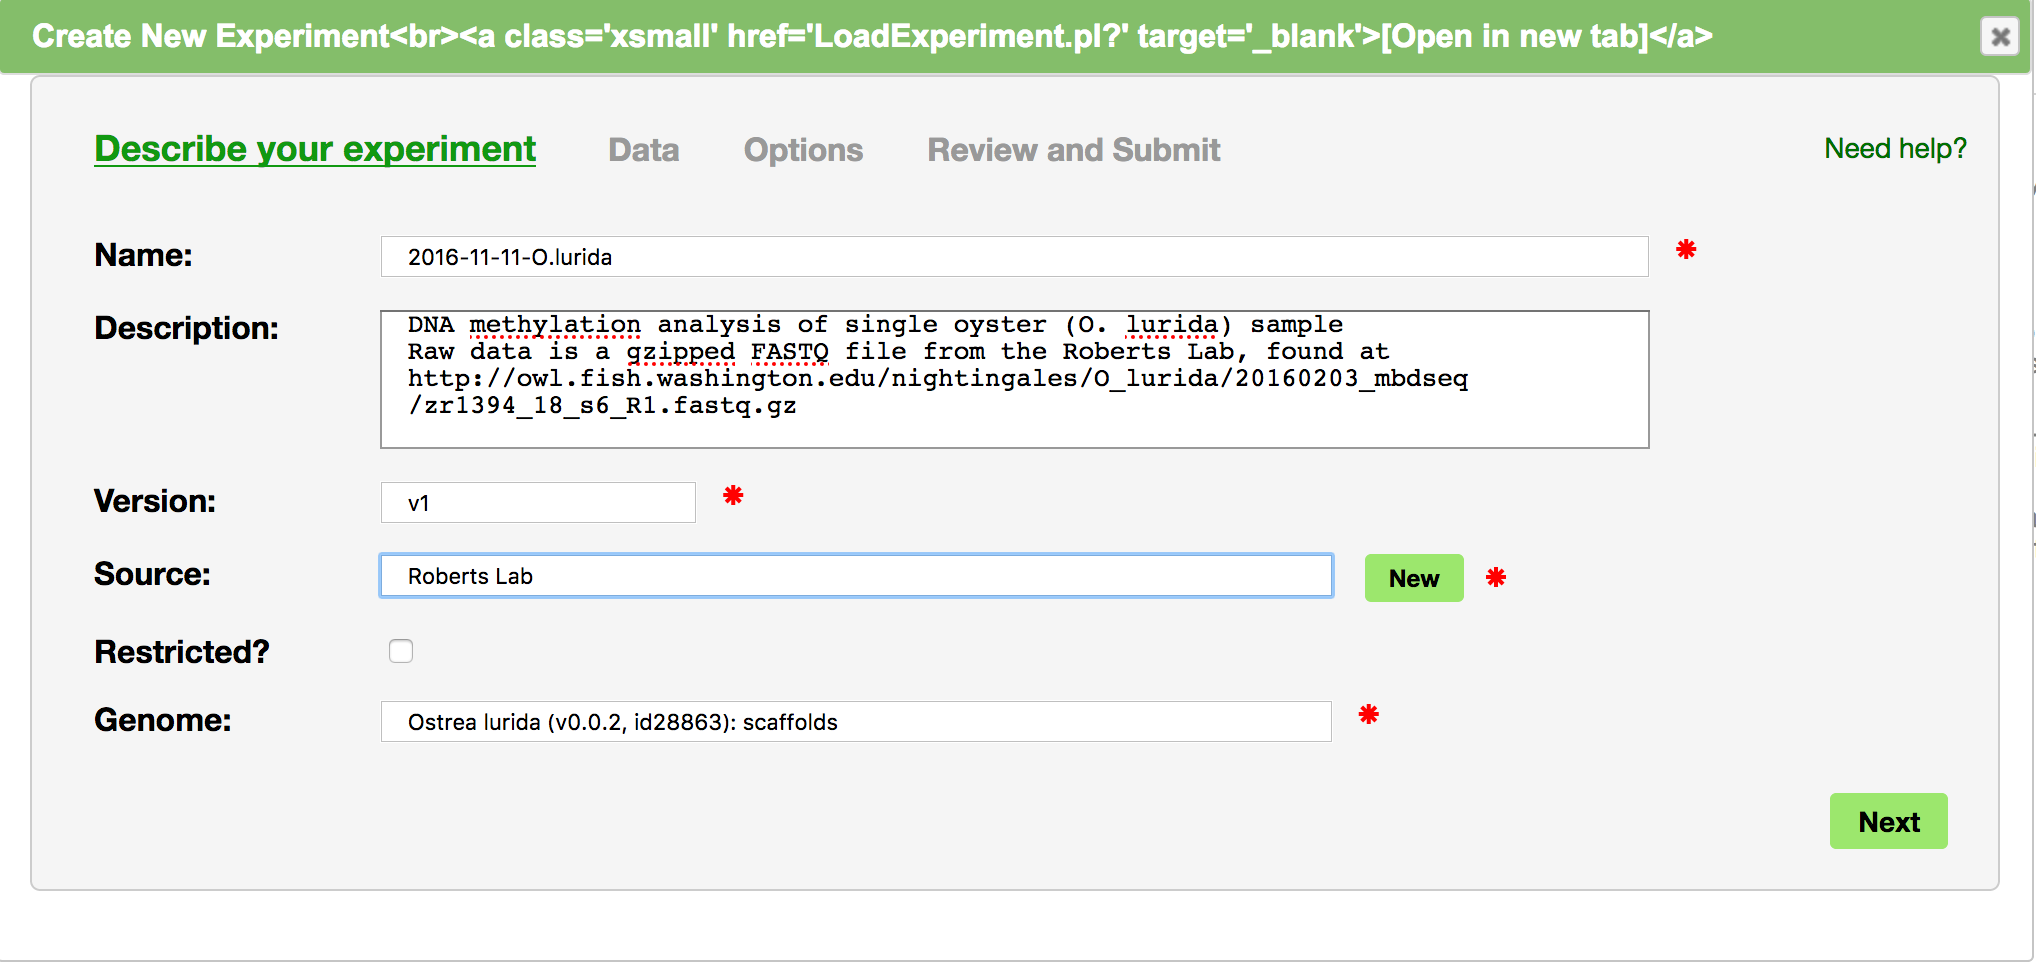 Create New Experiment<br><a class='xsmall' href='LoadExperiment.pl?' target='_blank'>[Open in new tab]</a>
Describe your experiment Data Options Review and Submit Need help?
Name: 2016-11-11-O.lurida *
Description: DNA methylation analysis of single oyster (O. lurida) sample
Raw data is a gzipped FASTQ file from the Roberts Lab, found at
http://owl.fish.washington.edu/nightingales/O_lurida/20160203_mbdseq
/zr1394_18_s6_R1.fastq.gz
Version: v1 *
Source: Roberts Lab New *
Restricted?
Genome: Ostrea lurida (v0.0.2, id28863): scaffolds *
Next